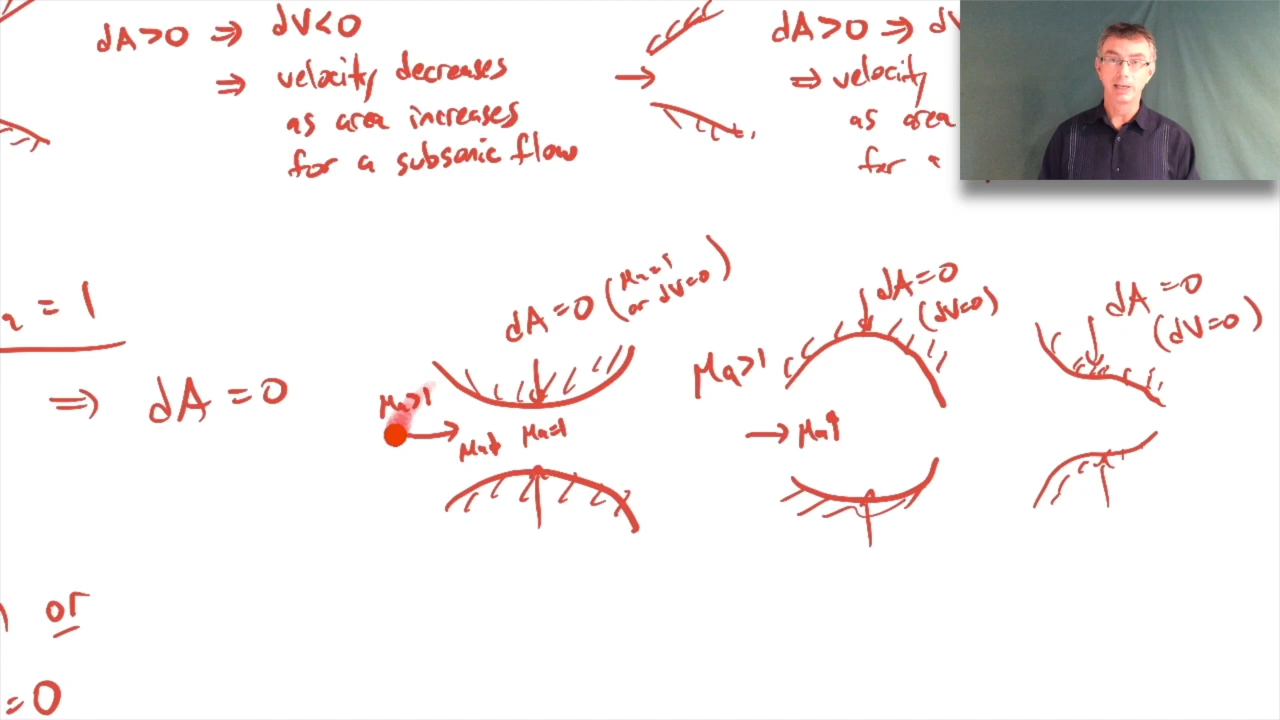 dA>0 ⇒ dV<0
⇒ velocity decreases
as area increases
for a subsonic flow
→
dA>0 ⇒ dV
⇒ velocity
as area
for a
= 1
⇒ dA = 0
dA=0 (Ma=1
or dV=0)
Ma>1
→ Ma↓ Ma=1
dA=0
(dV=0)
Ma>1
→ Ma↑
dA=0
(dV=0)
or
=0